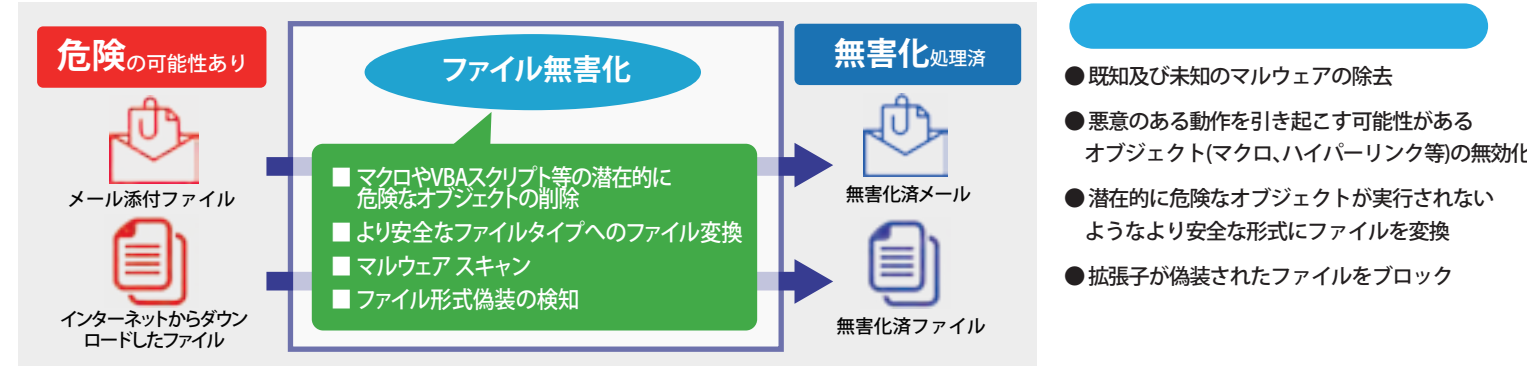 危険の可能性あり
メール添付ファイル
インターネットからダウン
ロードしたファイル
ファイル無害化
■ マクロやVBAスクリプト等の潜在的に
危険なオブジェクトの削除
■ より安全なファイルタイプへのファイル変換
■ マルウェア スキャン
■ ファイル形式偽装の検知
無害化処理済
無害化済メール
無害化済ファイル
● 既知及び未知のマルウェアの除去
● 悪意のある動作を引き起こす可能性がある
オブジェクト(マクロ、ハイパーリンク等)の無効化
● 潜在的に危険なオブジェクトが実行されない
ようなより安全な形式にファイルを変換
● 拡張子が偽装されたファイルをブロック